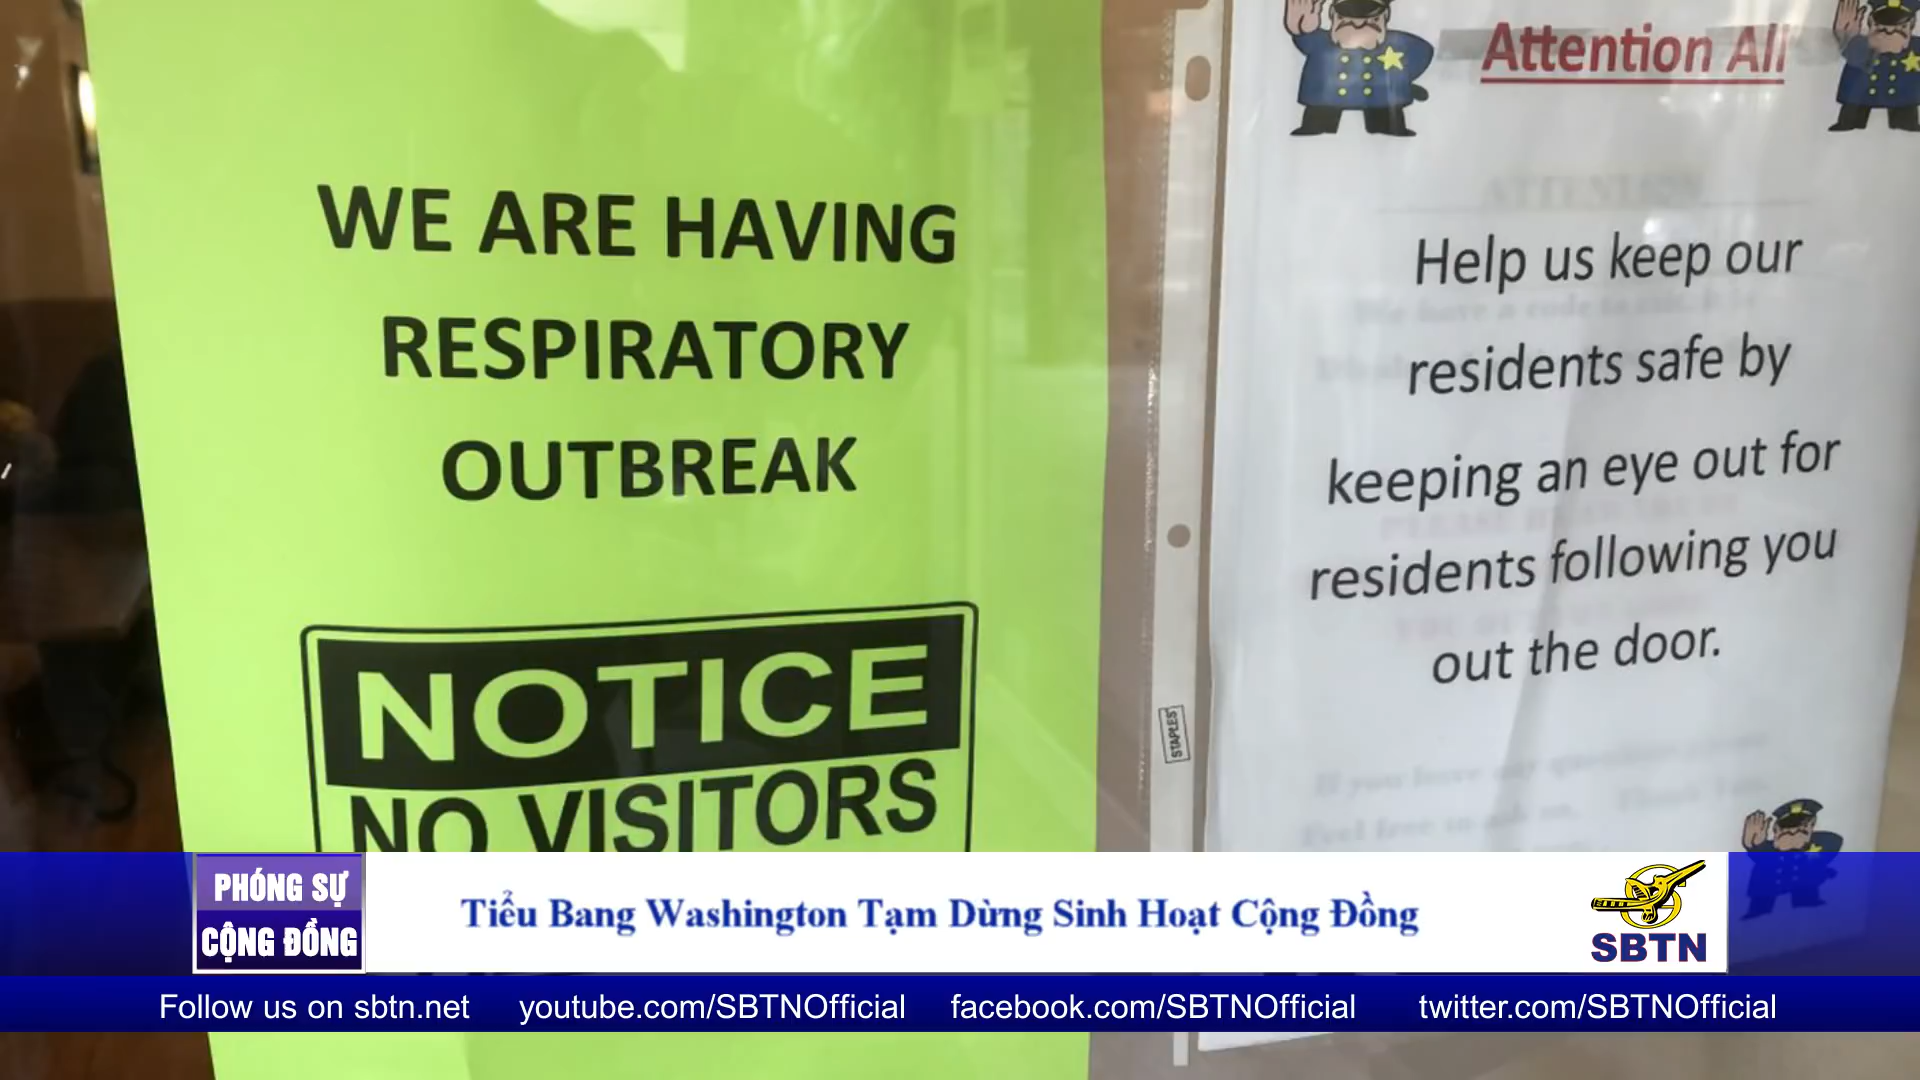 WE ARE HAVING
RESPIRATORY
OUTBREAK
NOTICE
NO VISITORS
Attention All
ATTENTION
Help us keep our
residents safe by
keeping an eye out for
residents following you
out the door.
STAPLES
PHÓNG SỰ
CỘNG ĐỒNG
Tiểu Bang Washington Tạm Dừng Sinh Hoạt Cộng Đồng
SBTN
Follow us on sbtn.net youtube.com/SBTNOfficial facebook.com/SBTNOfficial twitter.com/SBTNOfficial